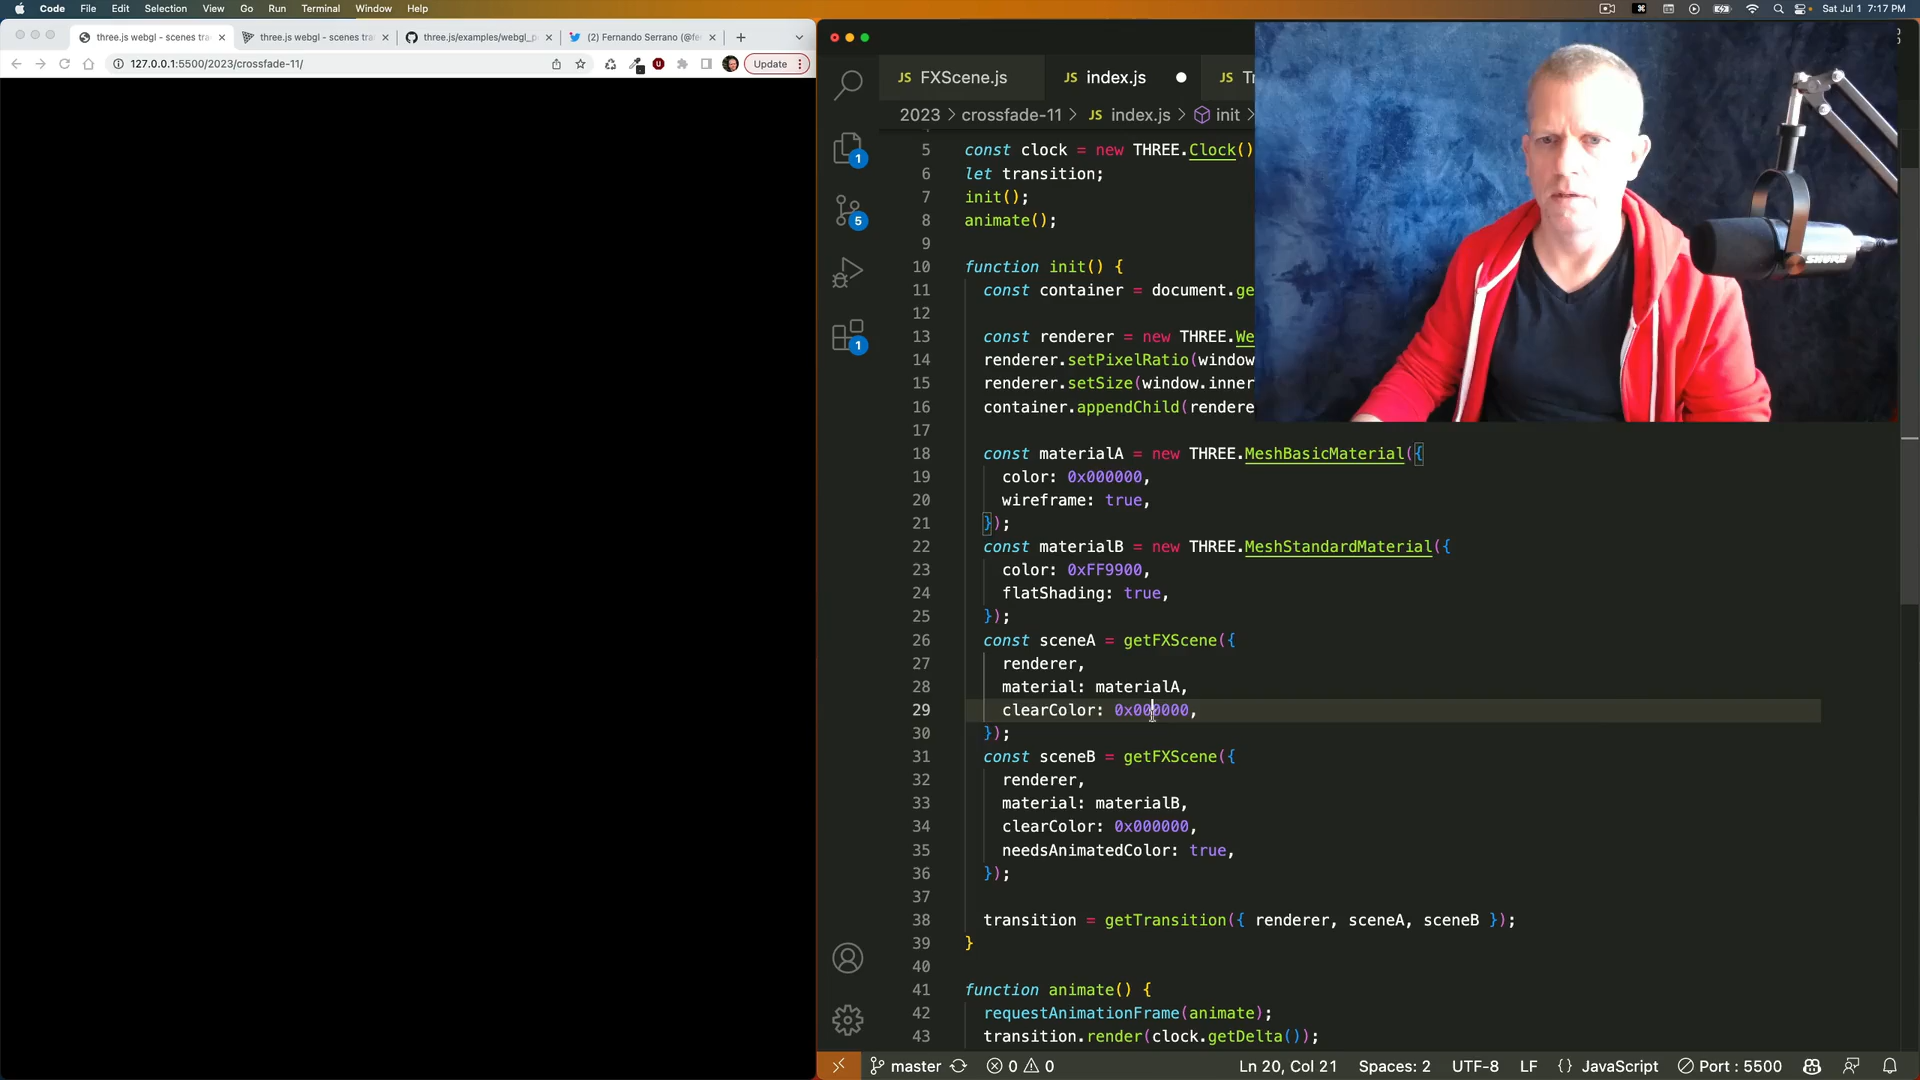 Code File Edit Selection View Go Run Terminal Window Help
Sat Jul 1 7:17 PM
three.js webgl - scenes tra
three.js webgl - scenes tra
three.js/examples/webgl_p
(2) Fernando Serrano (@fe
127.0.0.1:5500/2023/crossfade-11/
Update
JS FXScene.js
JS index.js
JS Tr
2023 > crossfade-11 > JS index.js > init >
5 const clock = new THREE.Clock()
6 let transition;
7 init();
8 animate();
9
10 function init() {
11 const container = document.ge
12
13 const renderer = new THREE.We
14 renderer.setPixelRatio(window
15 renderer.setSize(window.inner
16 container.appendChild(rendere
17
18 const materialA = new THREE.MeshBasicMaterial({
19 color: 0x000000,
20 wireframe: true,
21 });
22 const materialB = new THREE.MeshStandardMaterial({
23 color: 0xFF9900,
24 flatShading: true,
25 });
26 const sceneA = getFXScene({
27 renderer,
28 material: materialA,
29 clearColor: 0x000000,
30 });
31 const sceneB = getFXScene({
32 renderer,
33 material: materialB,
34 clearColor: 0x000000,
35 needsAnimatedColor: true,
36 });
37
38 transition = getTransition({ renderer, sceneA, sceneB });
39 }
40
41 function animate() {
42 requestAnimationFrame(animate);
43 transition.render(clock.getDelta());
1
5
1
SHURE
master 0 0 Ln 20, Col 21 Spaces: 2 UTF-8 LF {} JavaScript Port : 5500